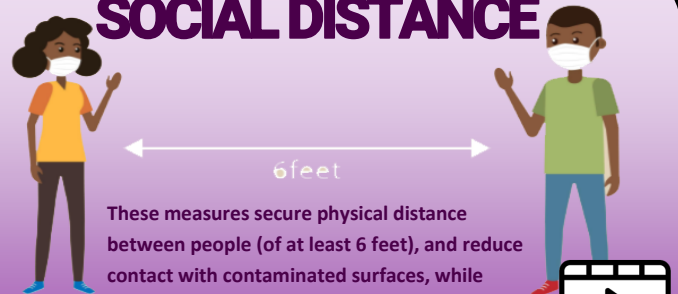 SOCIAL DISTANCE
6feet
These measures secure physical distance
between people (of at least 6 feet), and reduce
contact with contaminated surfaces, while